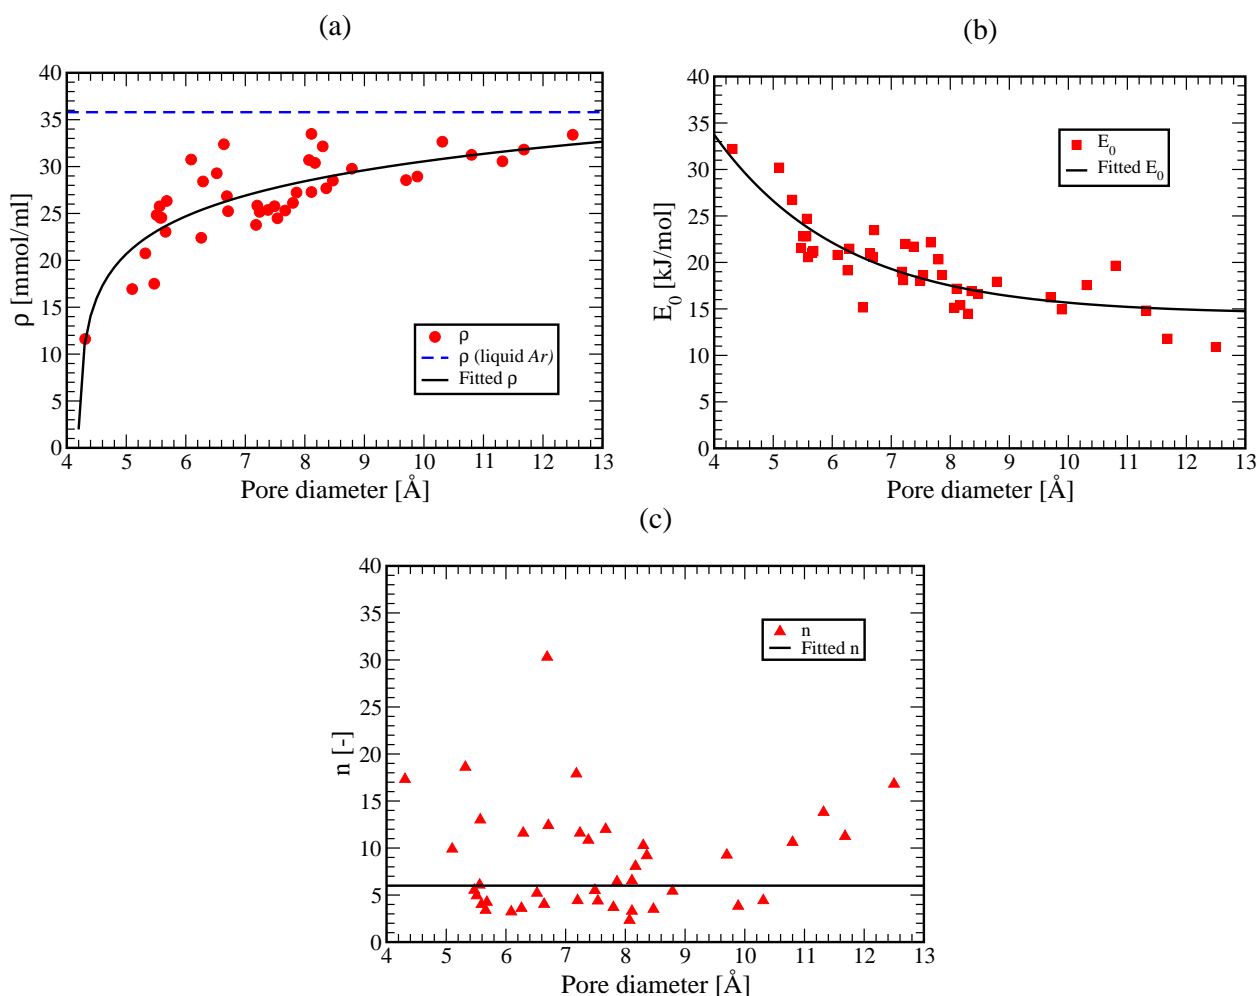 (a)
40
35
30
25
20
15
10
5
0
ρ [mmol/ml]
ρ
ρ (liquid Ar)
Fitted ρ
4 5 6 7 8 9 10 11 12 13
Pore diameter [Å]
(b)
40
35
30
25
20
15
10
5
0
E_0 [kJ/mol]
E_0
Fitted E_0
4 5 6 7 8 9 10 11 12 13
Pore diameter [Å]
(c)
40
35
30
25
20
15
10
5
0
n [-]
n
Fitted n
4 5 6 7 8 9 10 11 12 13
Pore diameter [Å]